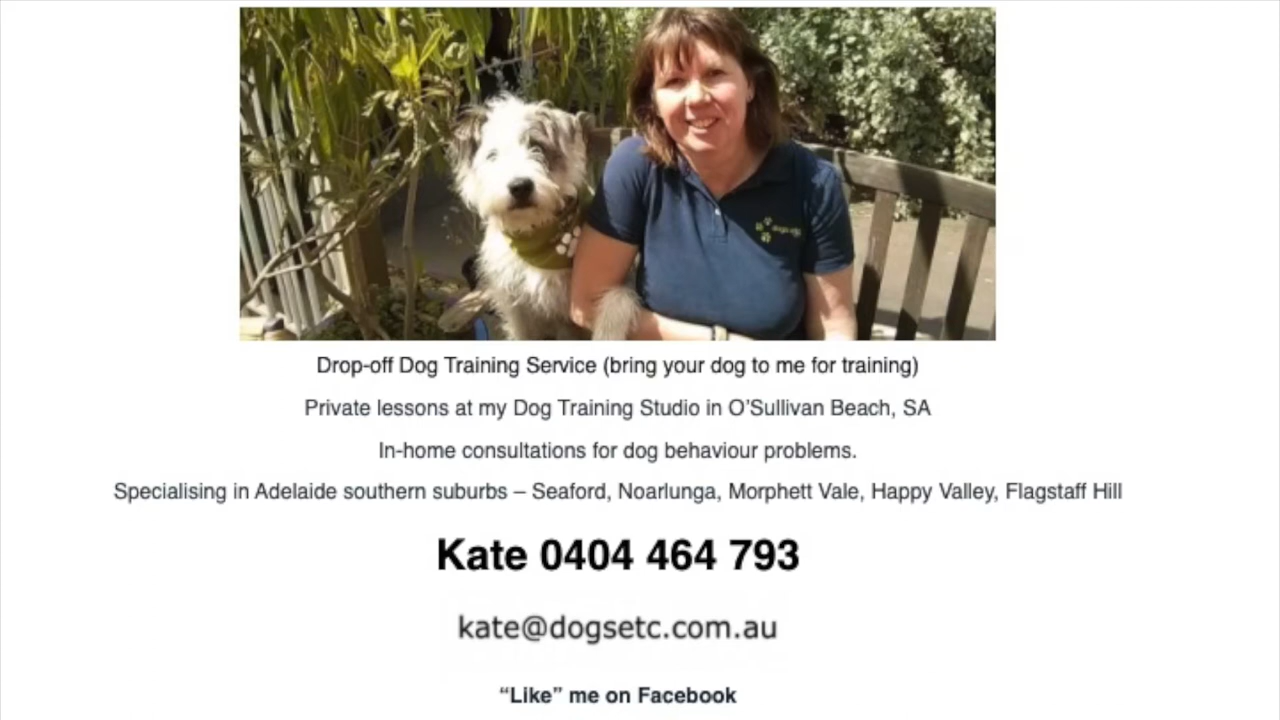 Drop-off Dog Training Service (bring your dog to me for training)
Private lessons at my Dog Training Studio in O’Sullivan Beach, SA
In-home consultations for dog behaviour problems.
Specialising in Adelaide southern suburbs – Seaford, Noarlunga, Morphett Vale, Happy Valley, Flagstaff Hill
Kate 0404 464 793
kate@dogsetc.com.au
“Like” me on Facebook